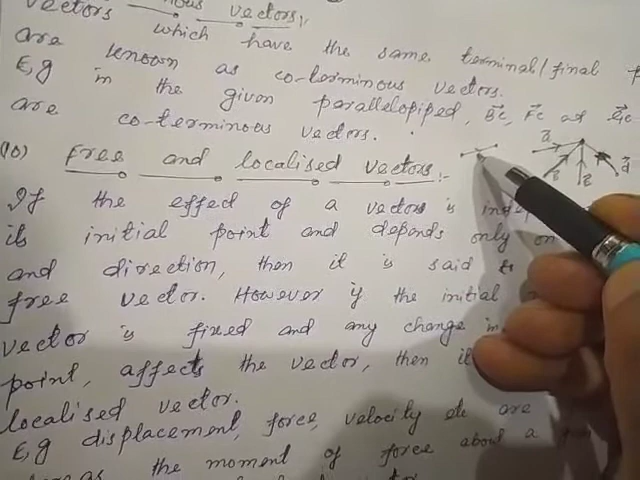 vectors
vectors
which have the same terminal/final
are known as co-terminous vectors.
E,g in the given parallelopiped, Bc, Fc
are co-terminous vectors.
(10) Free and localised vectors:-
If the effect of a vector is
its initial point and depends only on
and direction, then it is said to
free vector. However if the initial
vector is fixed and any change in
point, affects the vector, then it
localised vector.
E,g displacement, force, velocity etc are
the moment of force about a